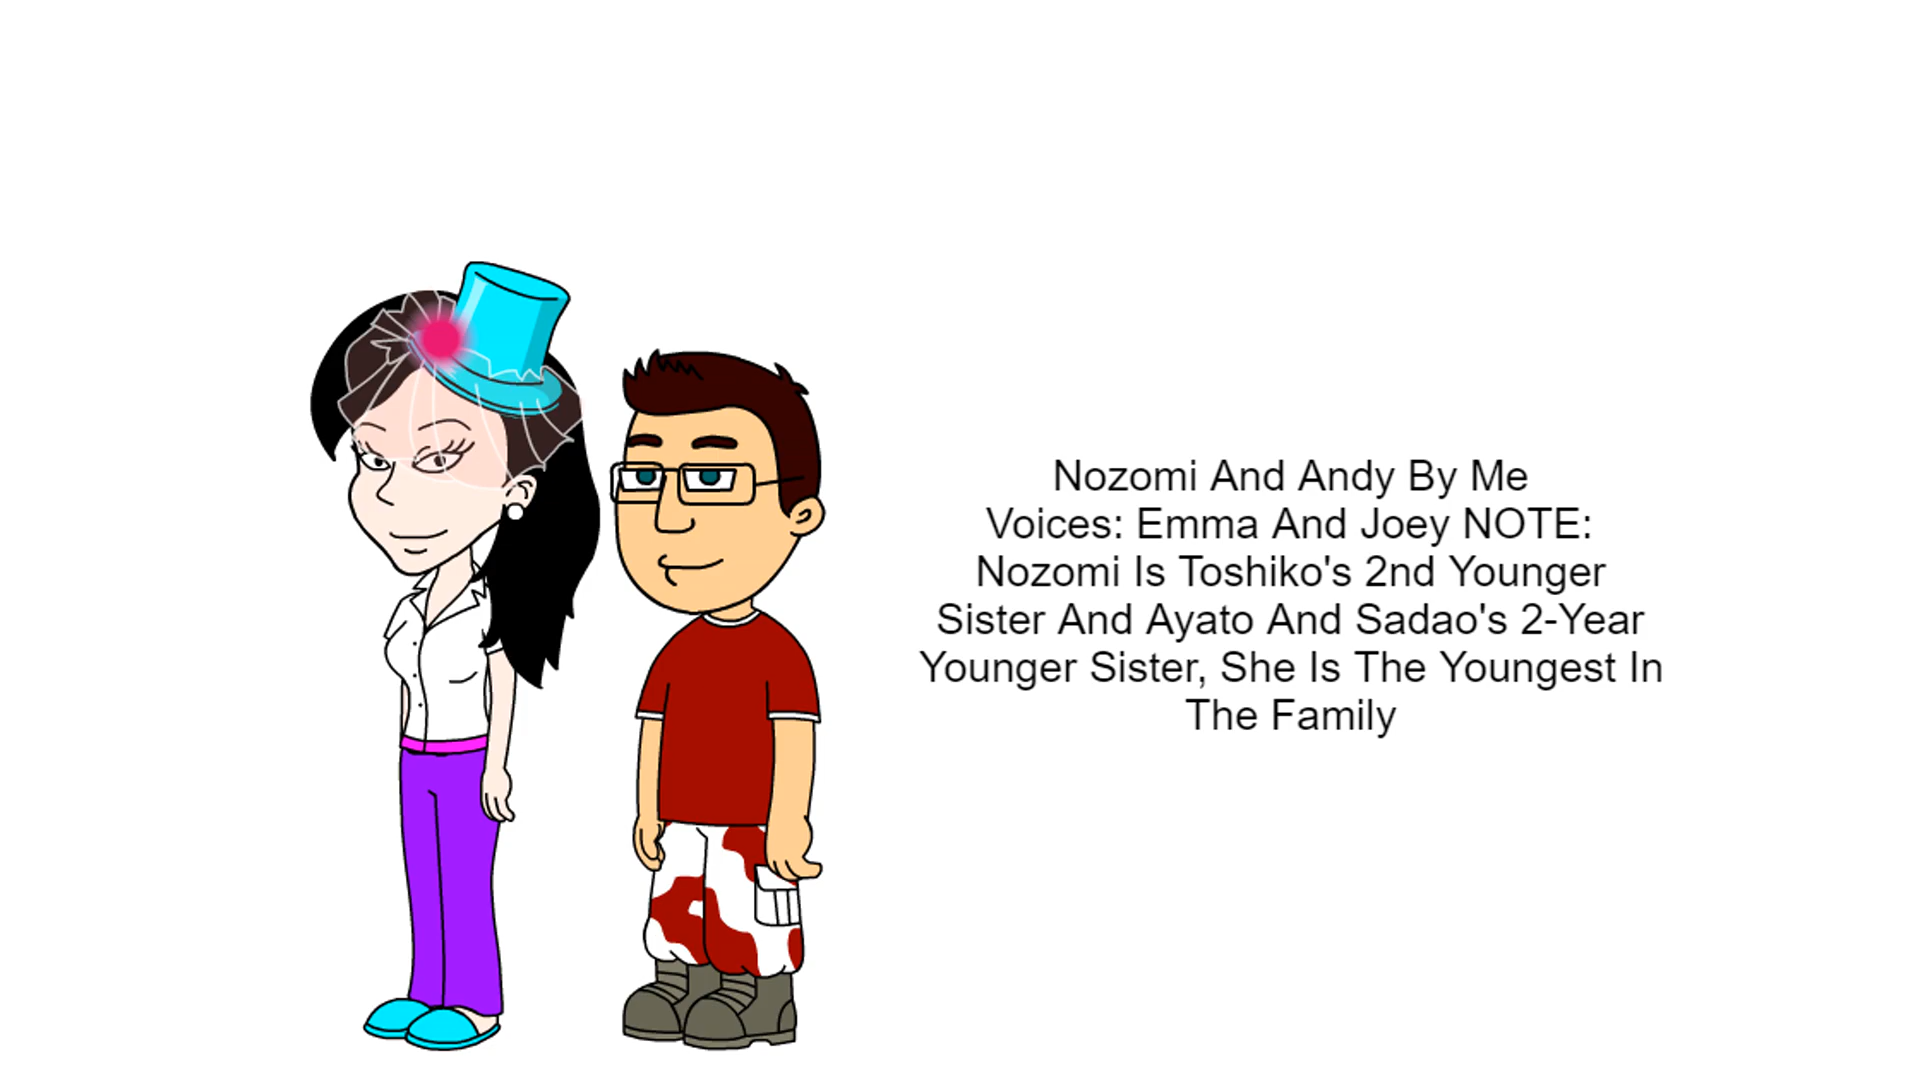 Nozomi And Andy By Me
Voices: Emma And Joey NOTE:
Nozomi Is Toshiko's 2nd Younger
Sister And Ayato And Sadao's 2-Year
Younger Sister, She Is The Youngest In
The Family